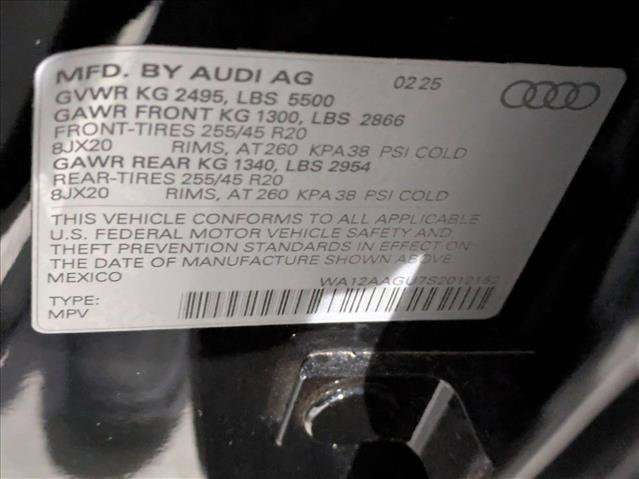 MFD. BY AUDI AG 02 25
GVWR KG 2495, LBS 5500
GAWR FRONT KG 1300, LBS 2866
FRONT-TIRES 255/45 R20
8JX20 RIMS, AT 260 KPA 38 PSI COLD
GAWR REAR KG 1340, LBS 2954
REAR-TIRES 255/45 R20
8JX20 RIMS, AT 260 KPA 38 PSI COLD
THIS VEHICLE CONFORMS TO ALL APPLICABLE
U.S. FEDERAL MOTOR VEHICLE SAFETY AND
THEFT PREVENTION STANDARDS IN EFFECT ON
THE DATE OF MANUFACTURE SHOWN ABOVE.
MEXICO WA12AAGU7S2012152
TYPE:
MPV